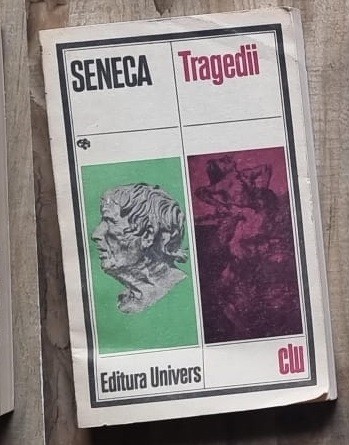 SENECA
Tragedii
Editura Univers
clu